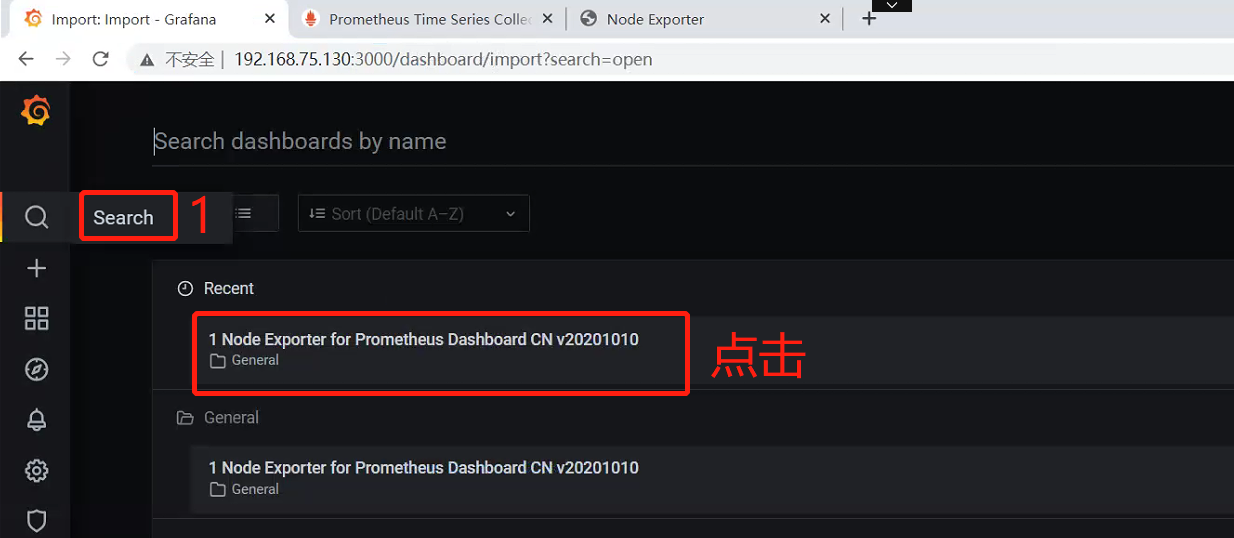 Import: Import - Grafana
Prometheus Time Series Collec
Node Exporter
不安全 192.168.75.130:3000/dashboard/import?search=open
Search dashboards by name
Search 1
Sort (Default A–Z)
Recent
1 Node Exporter for Prometheus Dashboard CN v20201010
General
点击
General
1 Node Exporter for Prometheus Dashboard CN v20201010
General